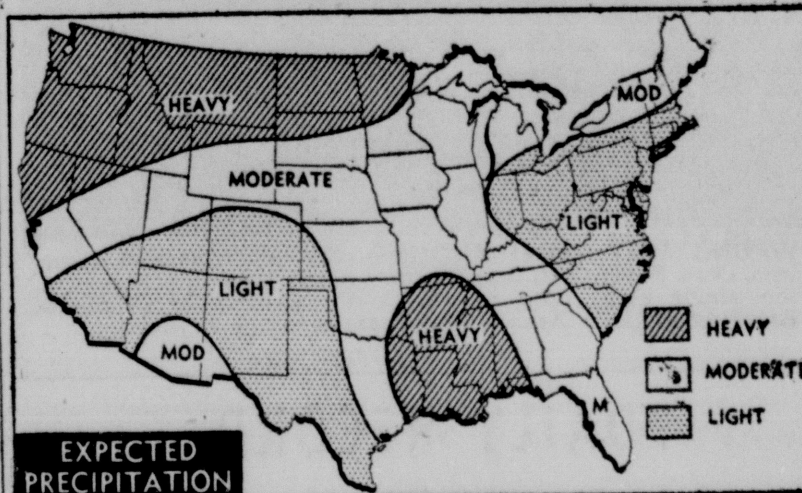 HEAVY
MOD
MODERATE
LIGHT
LIGHT
HEAVY
MOD
M
HEAVY
MODERATE
LIGHT
EXPECTED
PRECIPITATION